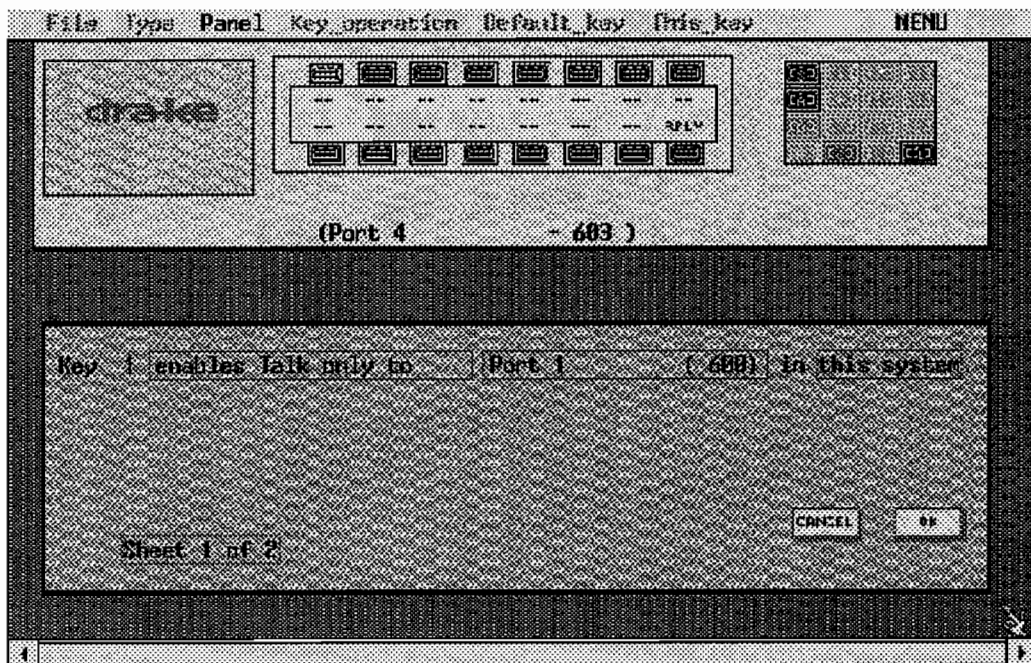 File Type Panel Key_operation Default_key This_key MENU
drake
-- -- -- -- -- -- -- --
-- -- -- -- -- -- -- RPLY
(Port 4 - 603 )
Key 1 enables Talk only to Port 1 ( 600) in this system
CANCEL OK
Sheet 1 of 2